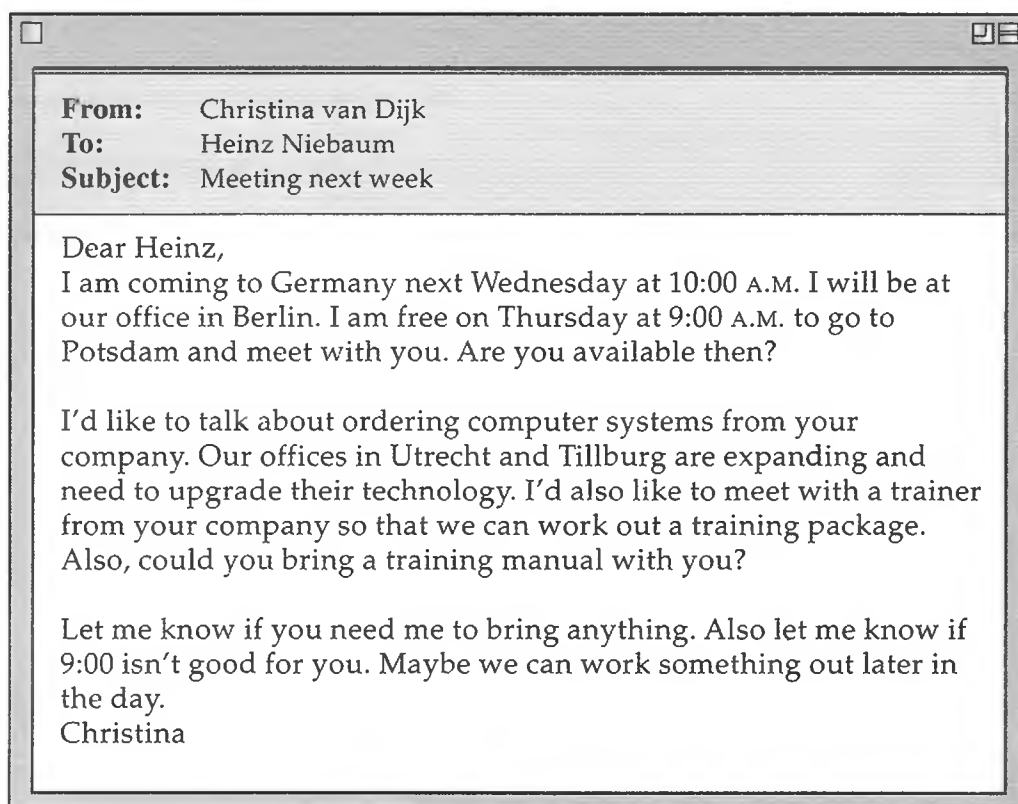 From: Christina van Dijk
To: Heinz Niebaum
Subject: Meeting next week
Dear Heinz,
I am coming to Germany next Wednesday at 10:00 A.M. I will be at
our office in Berlin. I am free on Thursday at 9:00 A.M. to go to
Potsdam and meet with you. Are you available then?
I'd like to talk about ordering computer systems from your
company. Our offices in Utrecht and Tillburg are expanding and
need to upgrade their technology. I'd also like to meet with a trainer
from your company so that we can work out a training package.
Also, could you bring a training manual with you?
Let me know if you need me to bring anything. Also let me know if
9:00 isn't good for you. Maybe we can work something out later in
the day.
Christina